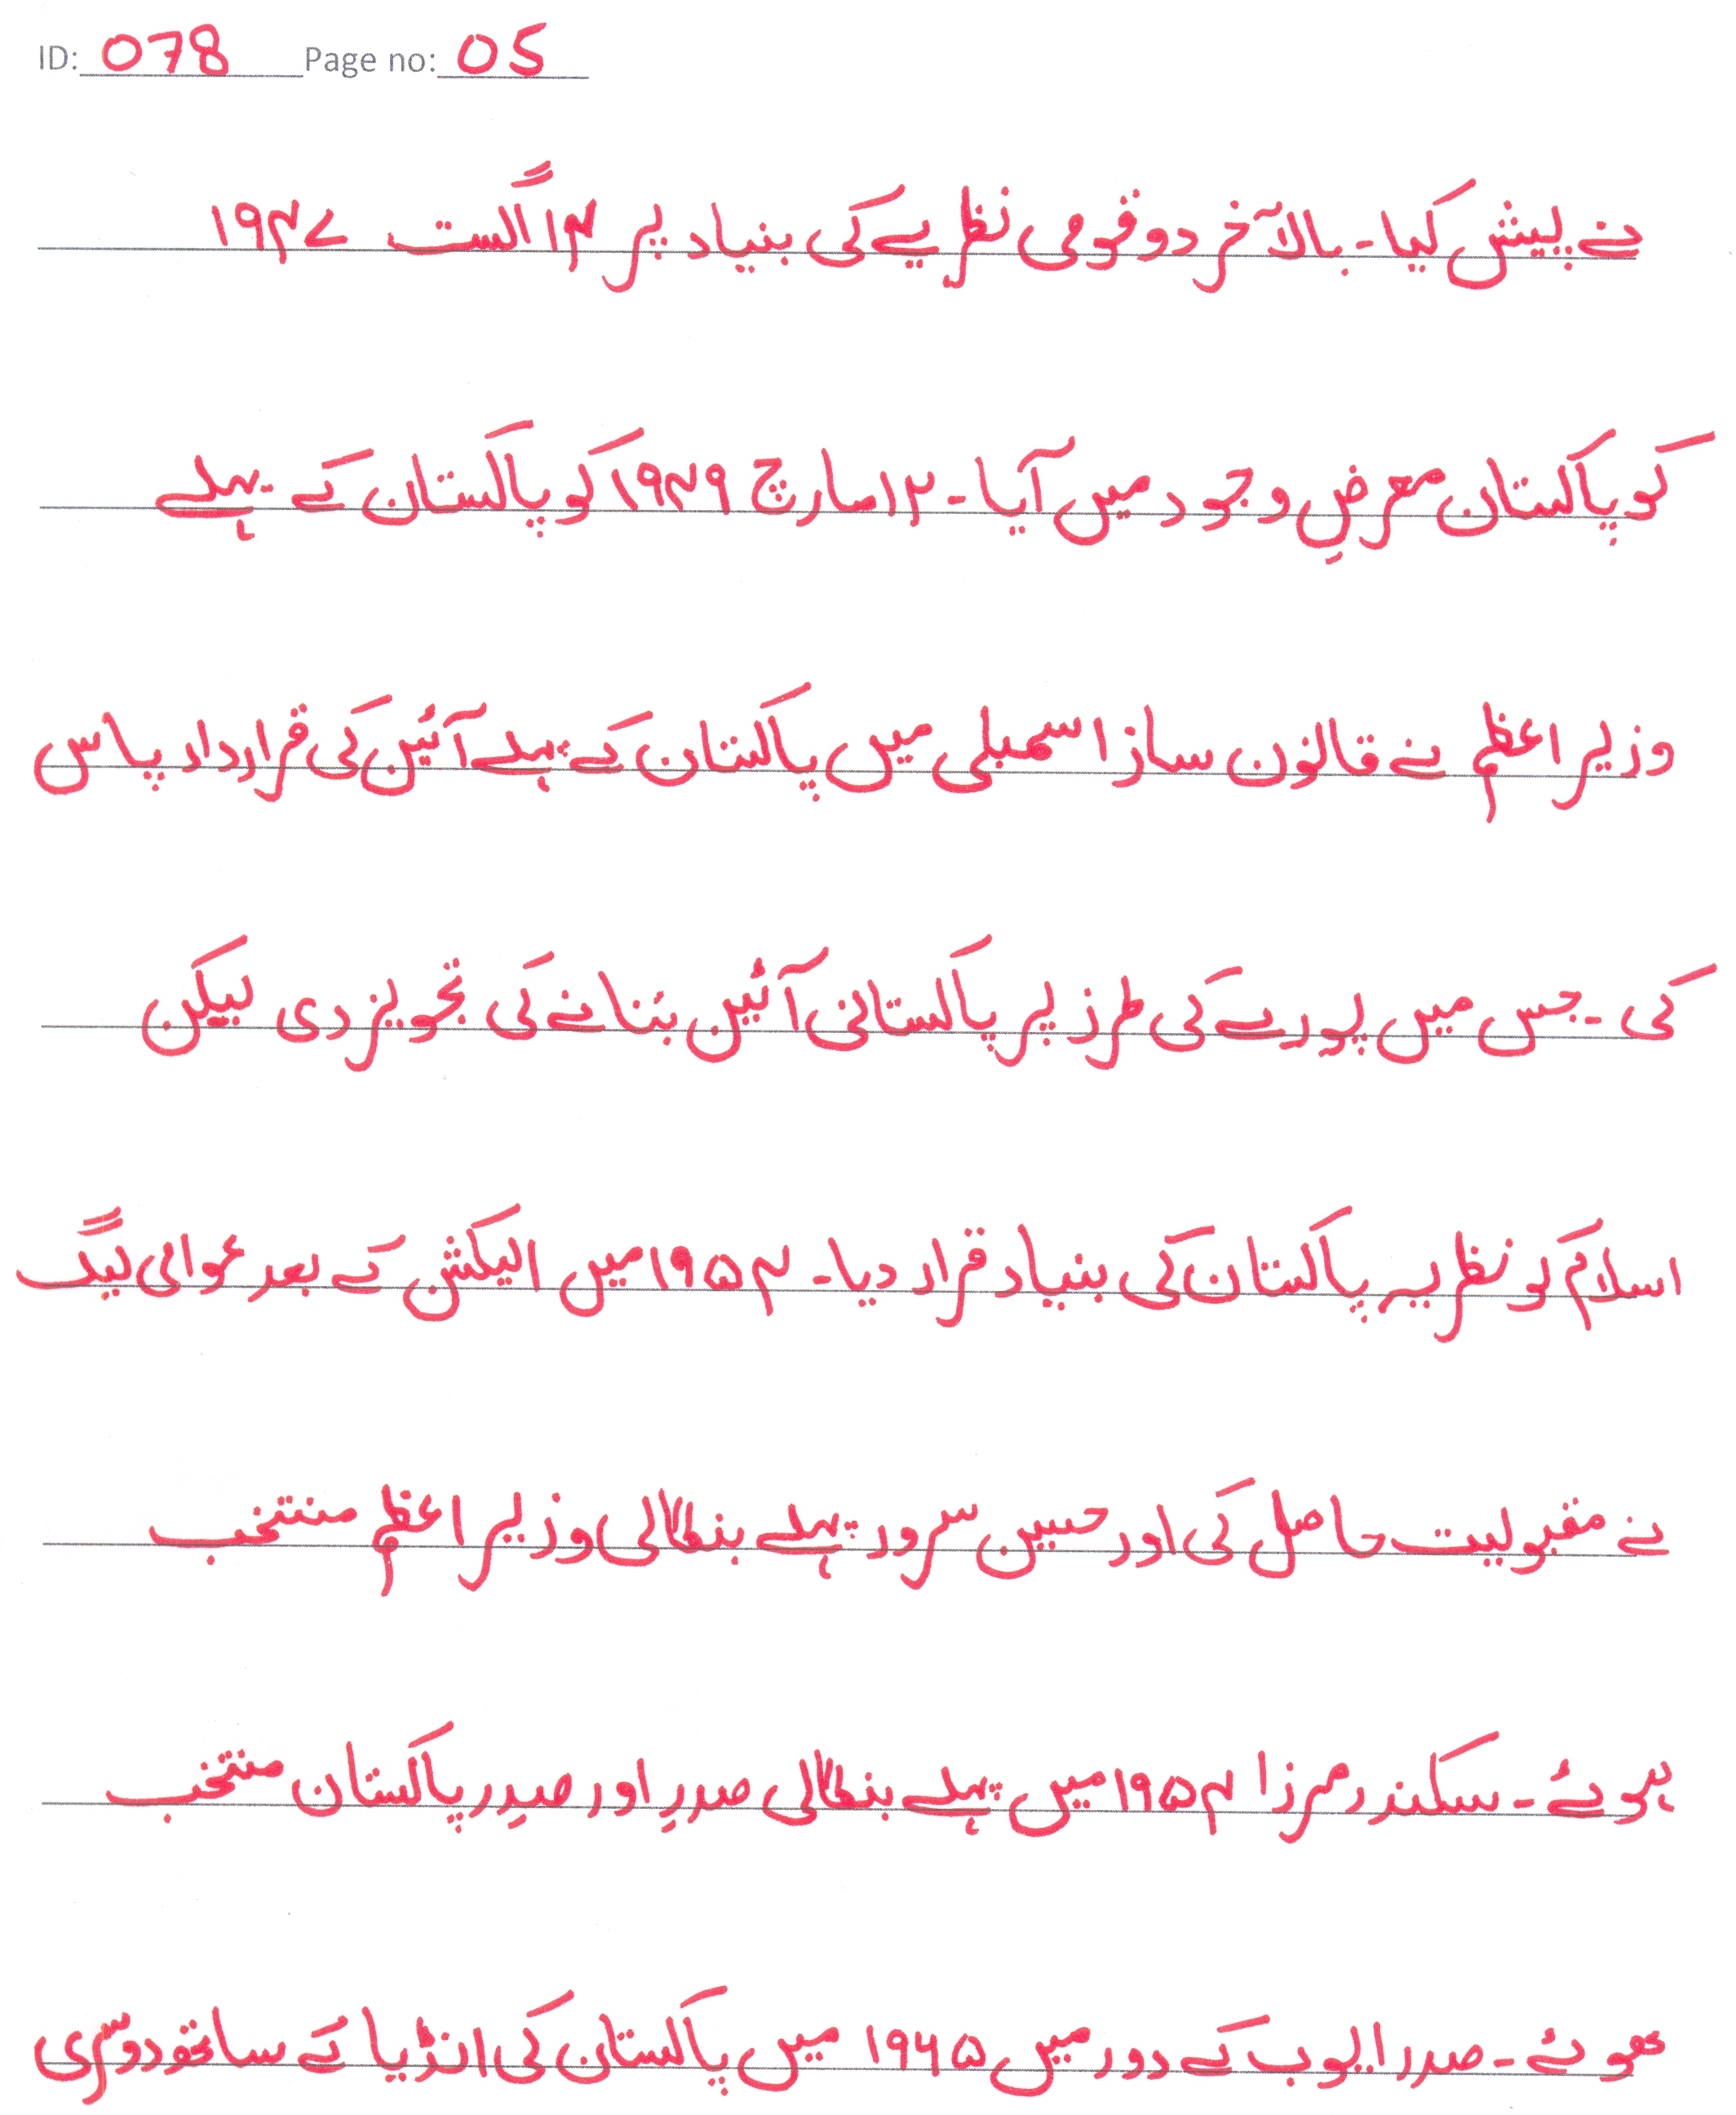 ID: 078 Page no: 05
نے پیش کیا۔ بالآخر دو قومی نظریے کی بنیاد پر ۱۴ اگست ۱۹۴۷
کو پاکستان معرضِ وجود میں آیا۔ ۱۲ مارچ ۱۹۴۹ کو پاکستان کے پہلے
وزیر اعظم نے قانون ساز اسمبلی میں پاکستان کے پہلے آئین کی قرارداد پاس
کی۔ جس میں یورپ کی طرز پر پاکستانی آئین بنانے کی تجویز دی لیکن
اسلام کو نظریہ پاکستان کی بنیاد قرار دیا۔ ۱۹۵۴ میں الیکشن کے بعد عوامی لیگ
نے مقبولیت حاصل کی اور حسین سرور پہلے بنگالی وزیر اعظم منتخب
ہوئے۔ سکندر مرزا ۱۹۵۴ میں پہلے بنگالی صدرِ اور صدِر پاکستان منتخب
ھوئے۔ صدر ایوب کے دور میں ۱۹۶۵ میں پاکستان کی انڈیا کے ساتھ دوسری